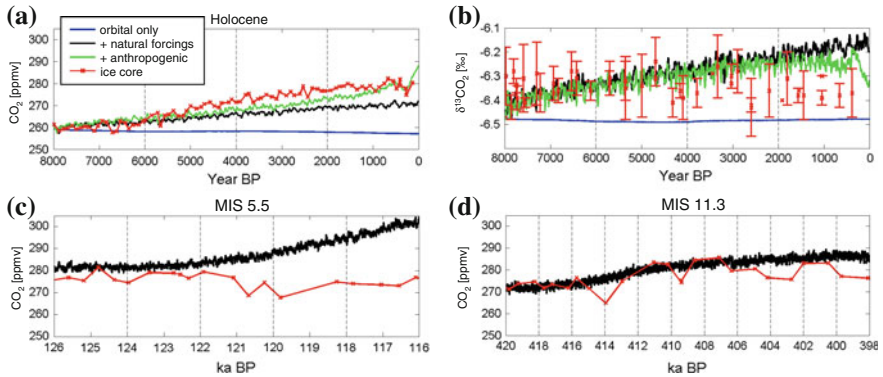 (a)
Holocene
orbital only
+ natural forcings
+ anthropogenic
ice core
CO2 [ppmv]
300
290
280
270
260
250
8000 7000 6000 5000 4000 3000 2000 1000 0
Year BP
(b)
δ13CO2 [‰]
-6.1
-6.2
-6.3
-6.4
-6.5
8000 7000 6000 5000 4000 3000 2000 1000 0
Year BP
(c)
MIS 5.5
CO2 [ppmv]
300
290
280
270
260
250
126 125 124 123 122 121 120 119 118 117 116
ka BP
(d)
MIS 11.3
CO2 [ppmv]
300
290
280
270
260
250
420 418 416 414 412 410 408 406 404 402 400 398
ka BP